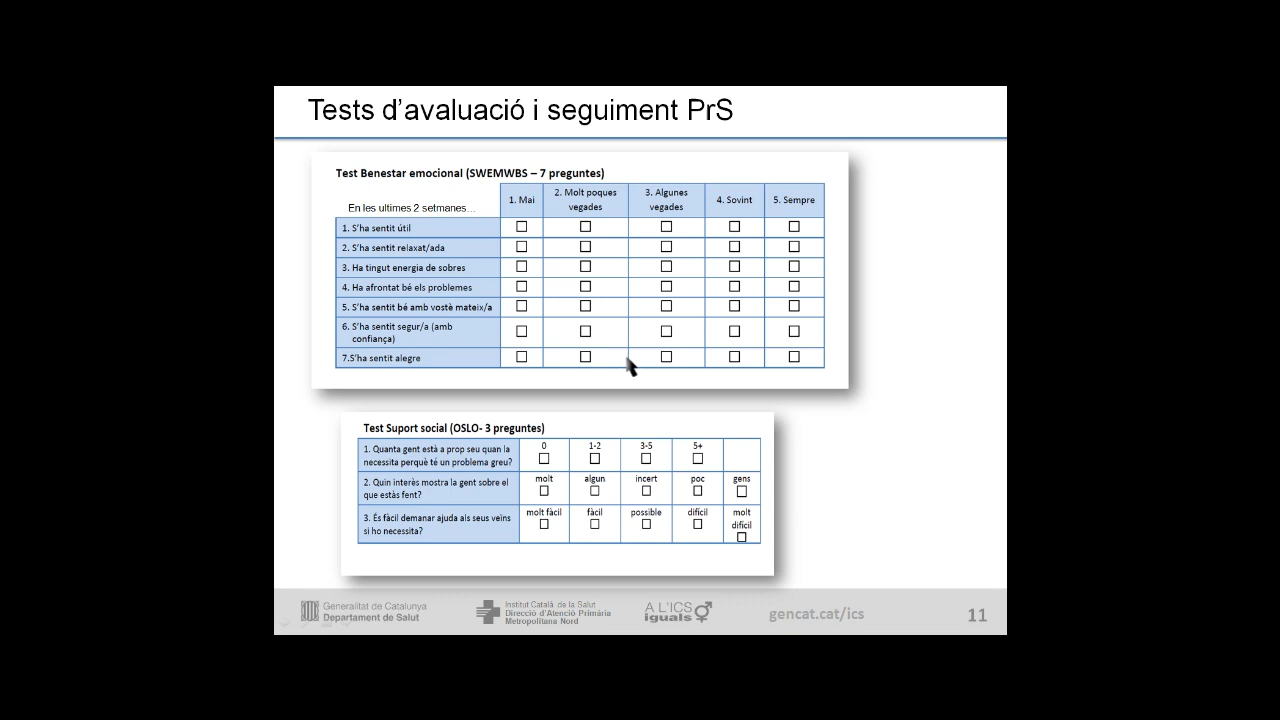 Tests d'avaluació i seguiment PrS
Test Benestar emocional (SWEMWBS – 7 preguntes)
En les ultimes 2 setmanes...
1. Mai
2. Molt poques
vegades
3. Algunes
vegades
4. Sovint
5. Sempre
1. S'ha sentit útil
2. S'ha sentit relaxat/ada
3. Ha tingut energia de sobres
4. Ha afrontat bé els problemes
5. S'ha sentit bé amb vostè mateix/a
6. S'ha sentit segur/a (amb
confiança)
7.S'ha sentit alegre
Test Suport social (OSLO- 3 preguntes)
1. Quanta gent està a prop seu quan la
necessita perquè té un problema greu?
0 1-2 3-5 5+
2. Quin interès mostra la gent sobre el
que estàs fent?
molt algun incert poc gens
3. És fàcil demanar ajuda als seus veïns
si ho necessita?
molt fàcil fàcil possible difícil molt
difícil
Generalitat de Catalunya
Departament de Salut
Institut Català de la Salut
Direcció d'Atenció Primària
Metropolitana Nord
A L'ICS
iguals
gencat.cat/ics
11